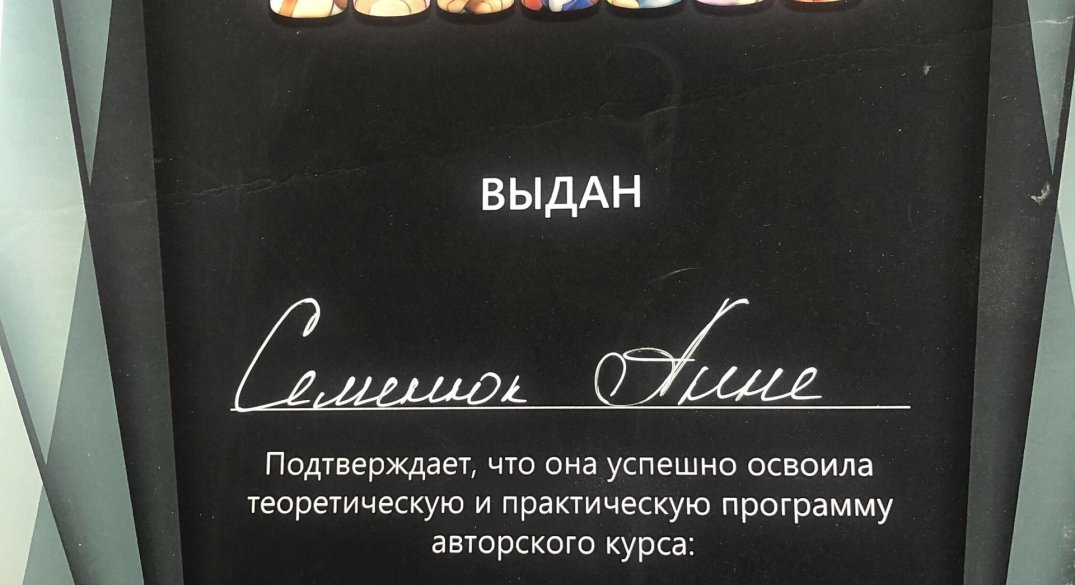 ВЫДАН
Семенюк Анне
Подтверждает, что она успешно освоила
теоретическую и практическую программу
авторского курса: